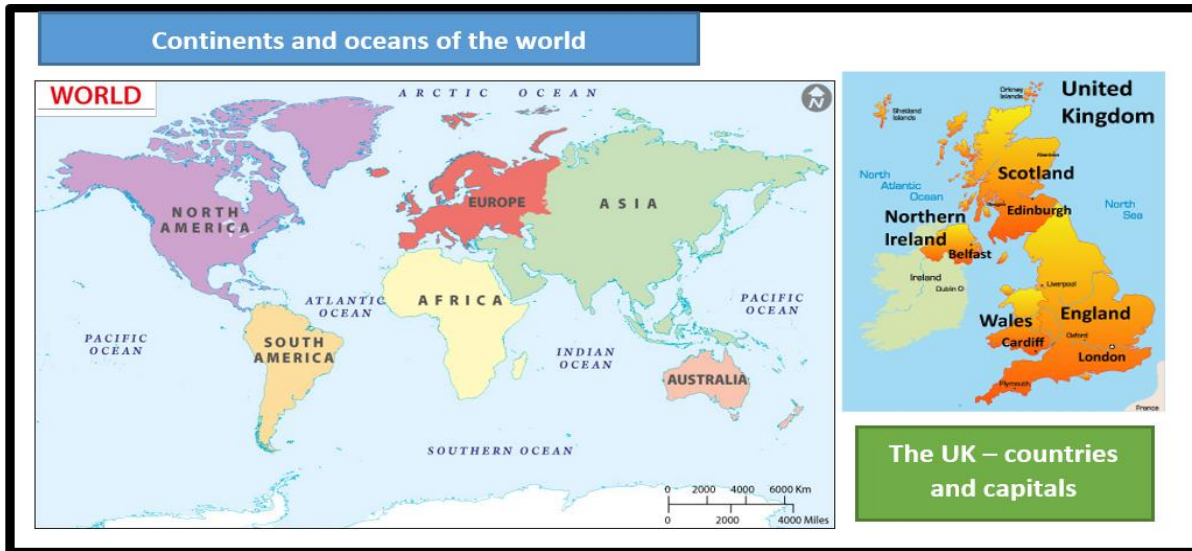 Continents and oceans of the world
WORLD
ARCTIC OCEAN
N
NORTH
AMERICA
EUROPE
ASIA
ATLANTIC
OCEAN
AFRICA
PACIFIC
OCEAN
PACIFIC
OCEAN
SOUTH
AMERICA
INDIAN
OCEAN
AUSTRALIA
SOUTHERN OCEAN
0 2000 4000 6000 Km
0 2000 4000 Miles
United
Kingdom
Orkney
Islands
Shetland
Islands
Aberdeen
North
Atlantic
Ocean
Scotland
Glasgow
Edinburgh
North
Sea
Northern
Ireland
Belfast
Ireland
Dublin
Liverpool
England
Wales
Oxford
Cardiff
London
Plymouth
France
The UK – countries
and capitals